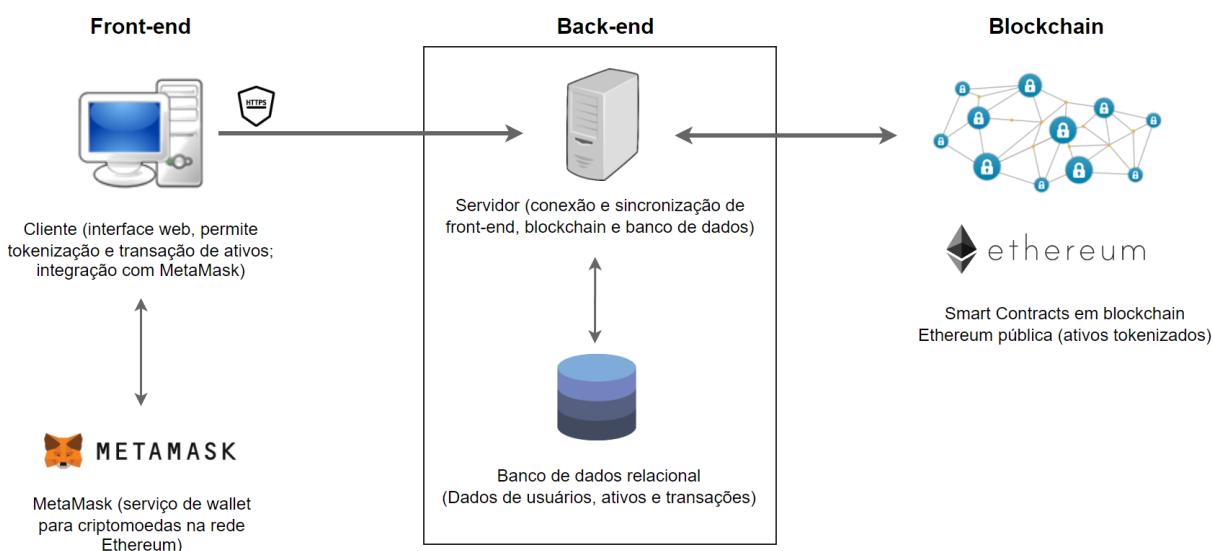 Front-end
Back-end
Blockchain
HTTPS
Cliente (interface web, permite
tokenização e transação de ativos;
integração com MetaMask)
Servidor (conexão e sincronização de
front-end, blockchain e banco de dados)
ethereum
Smart Contracts em blockchain
Ethereum pública (ativos tokenizados)
METAMASK
MetaMask (serviço de wallet
para criptomoedas na rede
Ethereum)
Banco de dados relacional
(Dados de usuários, ativos e transações)